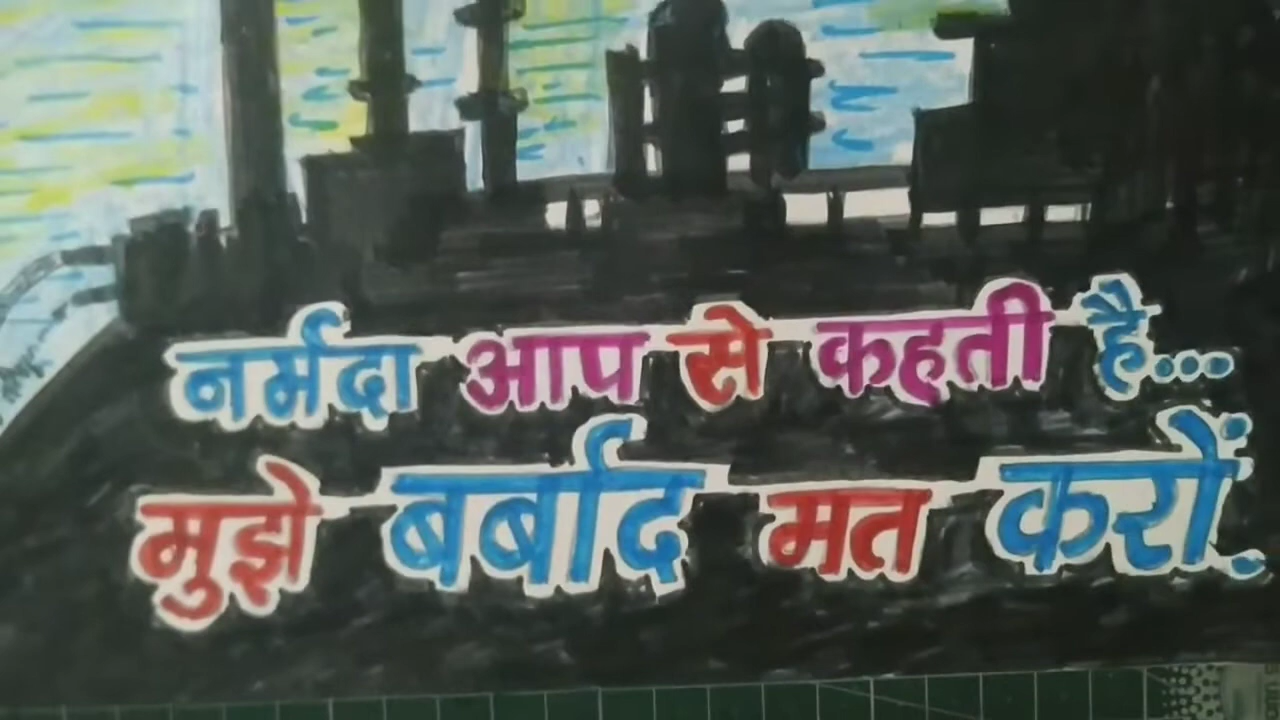 नर्मदा आप से कहती है...
मुझे बर्बाद मत करों.